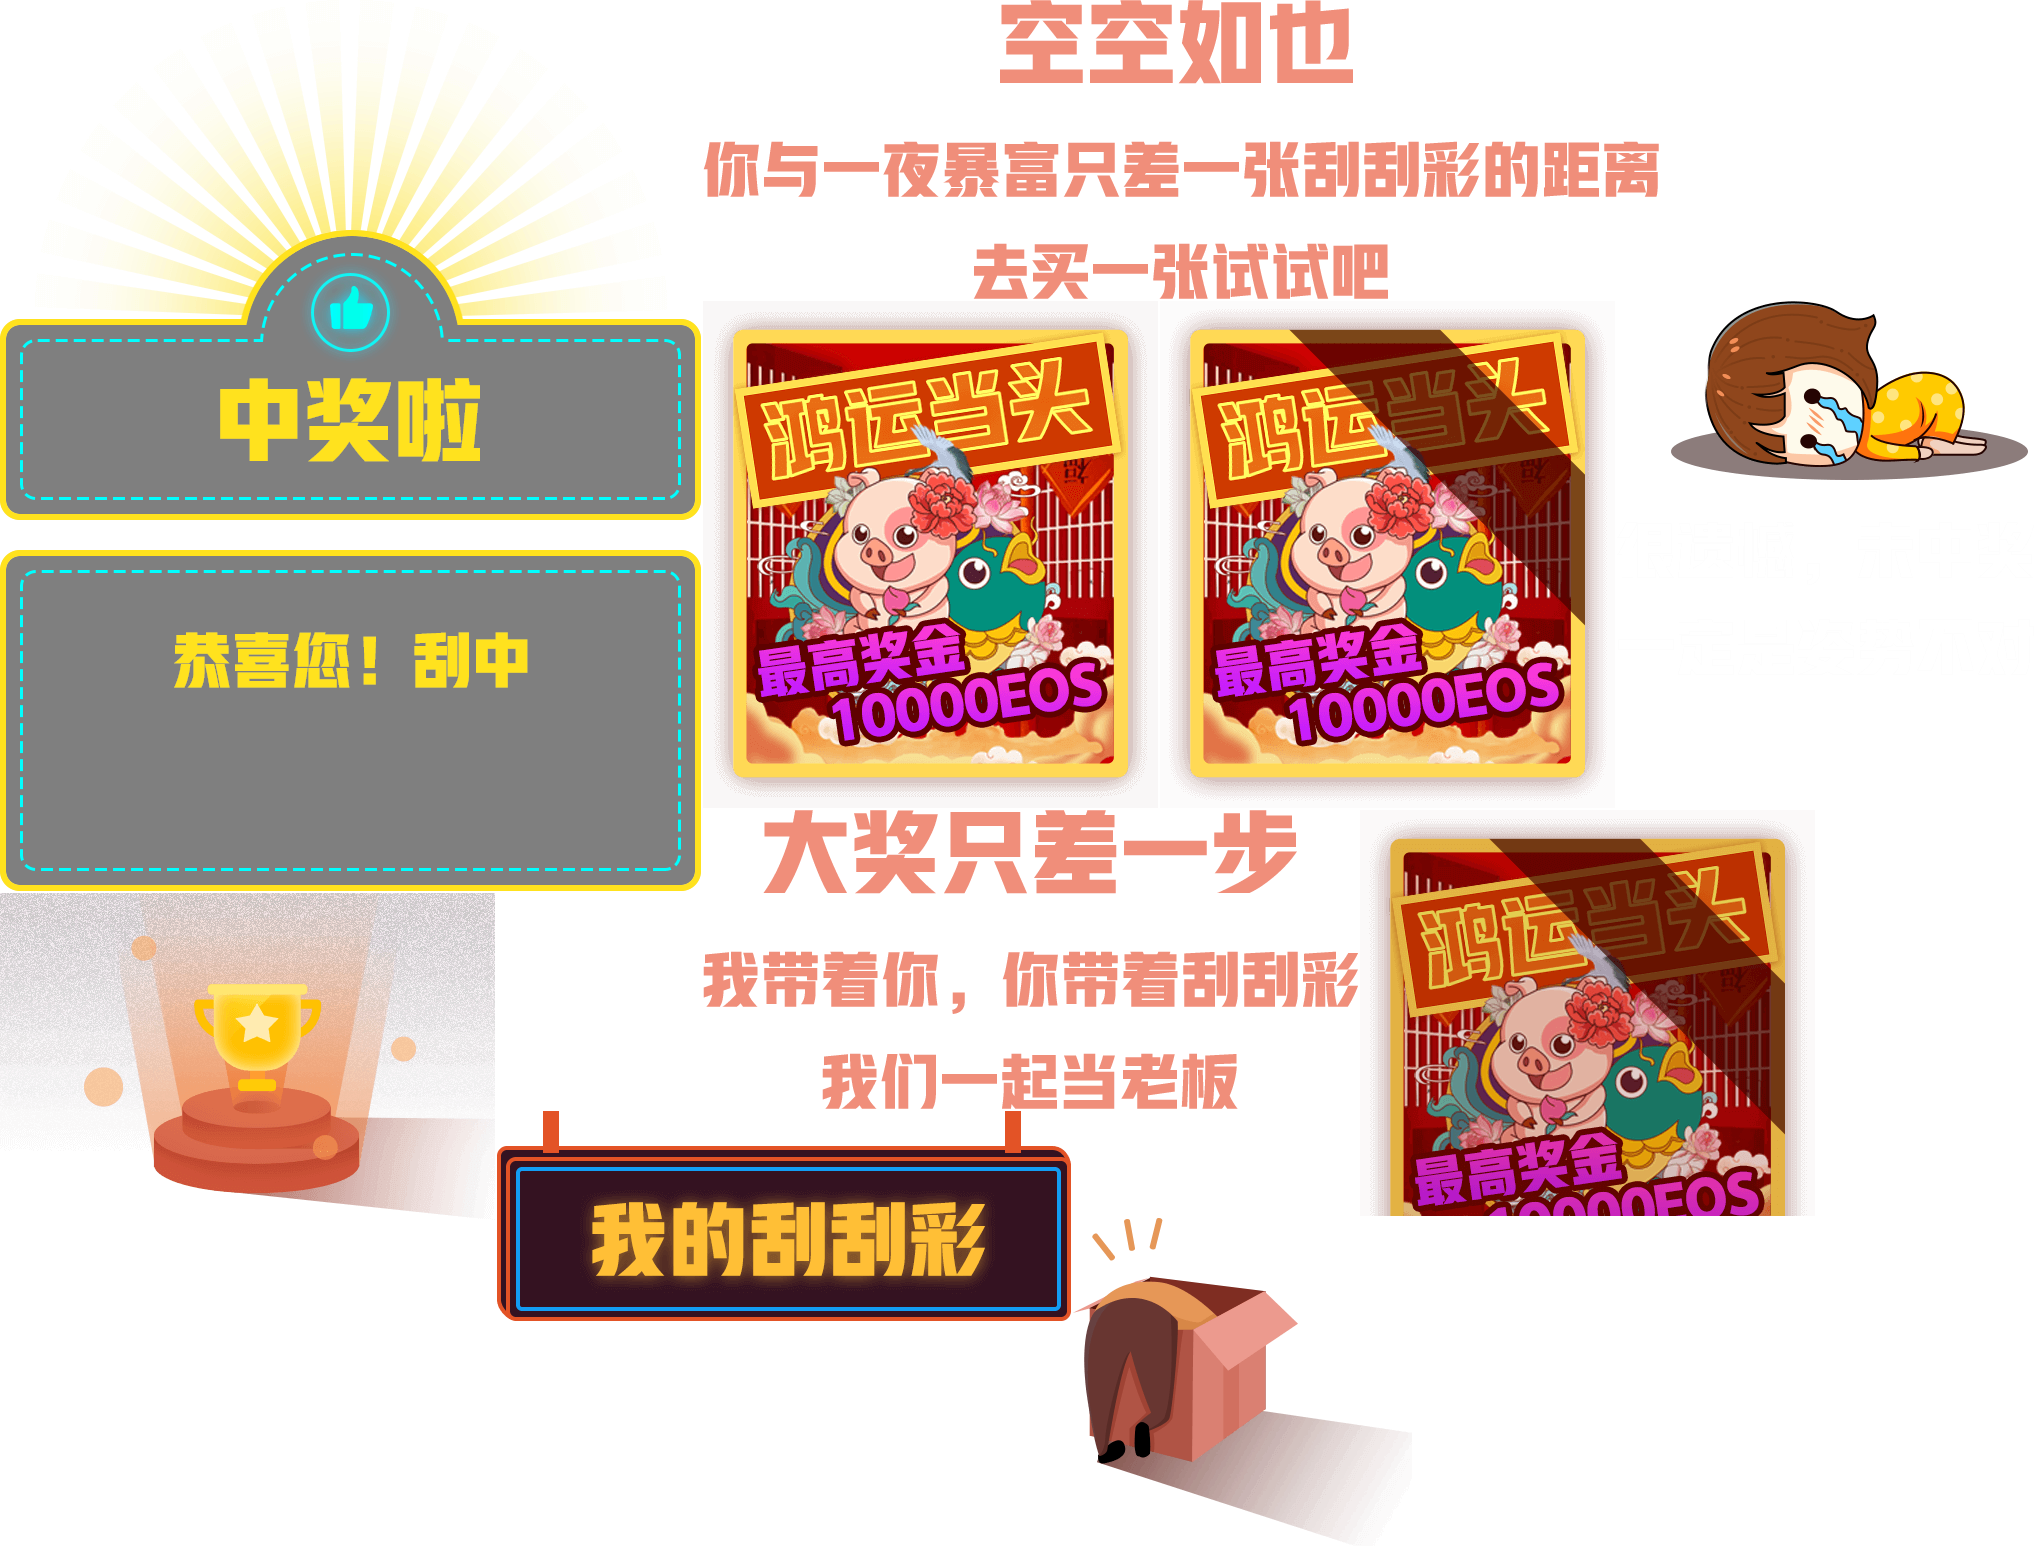 空空如也
你与一夜暴富只差一张刮刮彩的距离
去买一张试试吧
中奖啦
恭喜您！刮中
鸿运当头
福
最高奖金
10000EOS
鸿运当头
福
最高奖金
10000EOS
大奖只差一步
我带着你，你带着刮刮彩
我们一起当老板
鸿运当头
福
最高奖金
10000EOS
我的刮刮彩